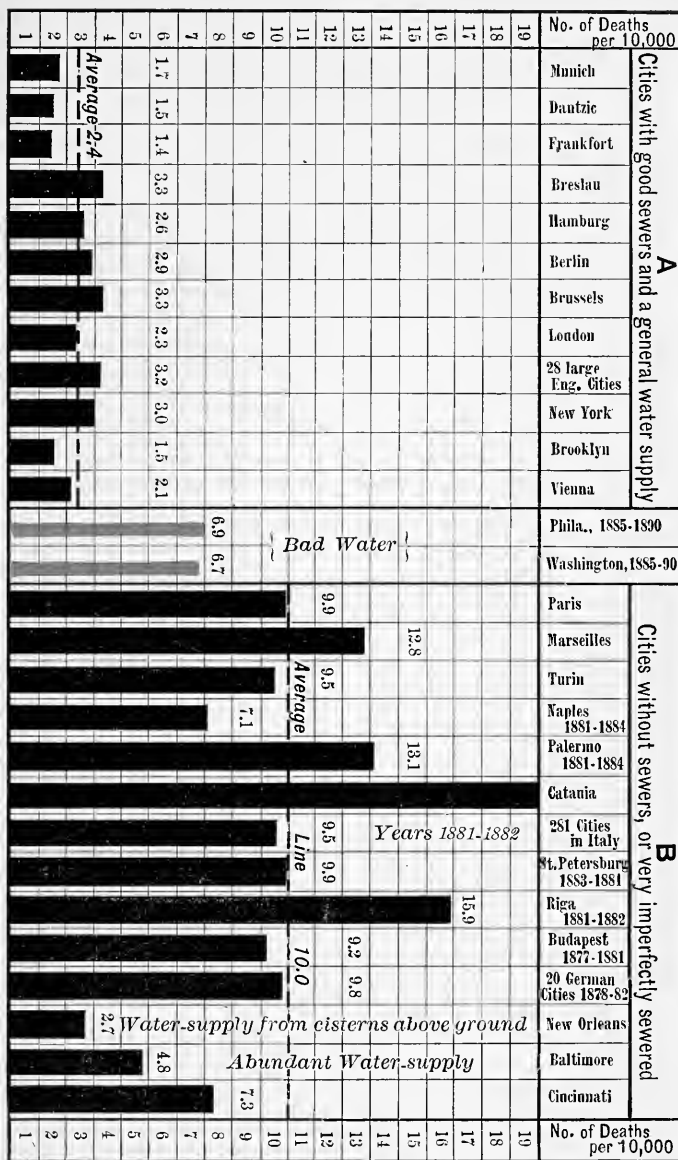 No. of Deaths per 10,000
1 2 3 4 5 6 7 8 9 10 11 12 13 14 15 16 17 18 19
A
Cities with good sewers and a general water supply
Munich 1.7
Dantzic 1.5
Frankfort 1.4
Breslau 3.3
Hamburg 2.6
Berlin 2.9
Brussels 3.3
London 2.3
28 large
Eng. Cities 3.2
New York 3.0
Brooklyn 1.5
Vienna 2.1
Average 2.4
Phila., 1885-1890 6.9
Washington, 1885-90 6.7
{ Bad Water }
B
Cities without sewers, or very imperfectly sewered
Paris 9.9
Marseilles 12.8
Turin 9.5
Naples
1881-1884 7.1
Palermo
1881-1884 13.1
Catania
281 Cities
in Italy 9.5
Years 1881-1882
St. Petersburg
1883-1881 9.9
Riga
1881-1882 15.9
Budapest
1877-1881 9.2
20 German
Cities 1878-82 9.8
New Orleans 2.7
Water-supply from cisterns above ground
Baltimore 4.8
Abundant Water-supply
Cincinnati 7.3
Average Line 10.0
No. of Deaths per 10,000
1 2 3 4 5 6 7 8 9 10 11 12 13 14 15 16 17 18 19